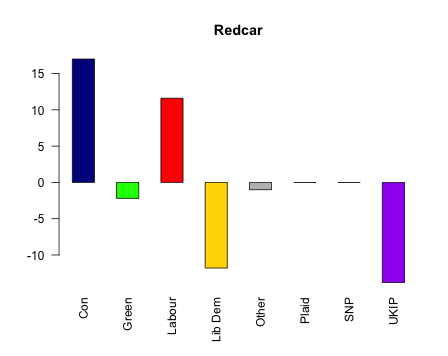 Redcar
15
10
5
0
-5
-10
Con
Green
Labour
Lib Dem
Other
Plaid
SNP
UKIP